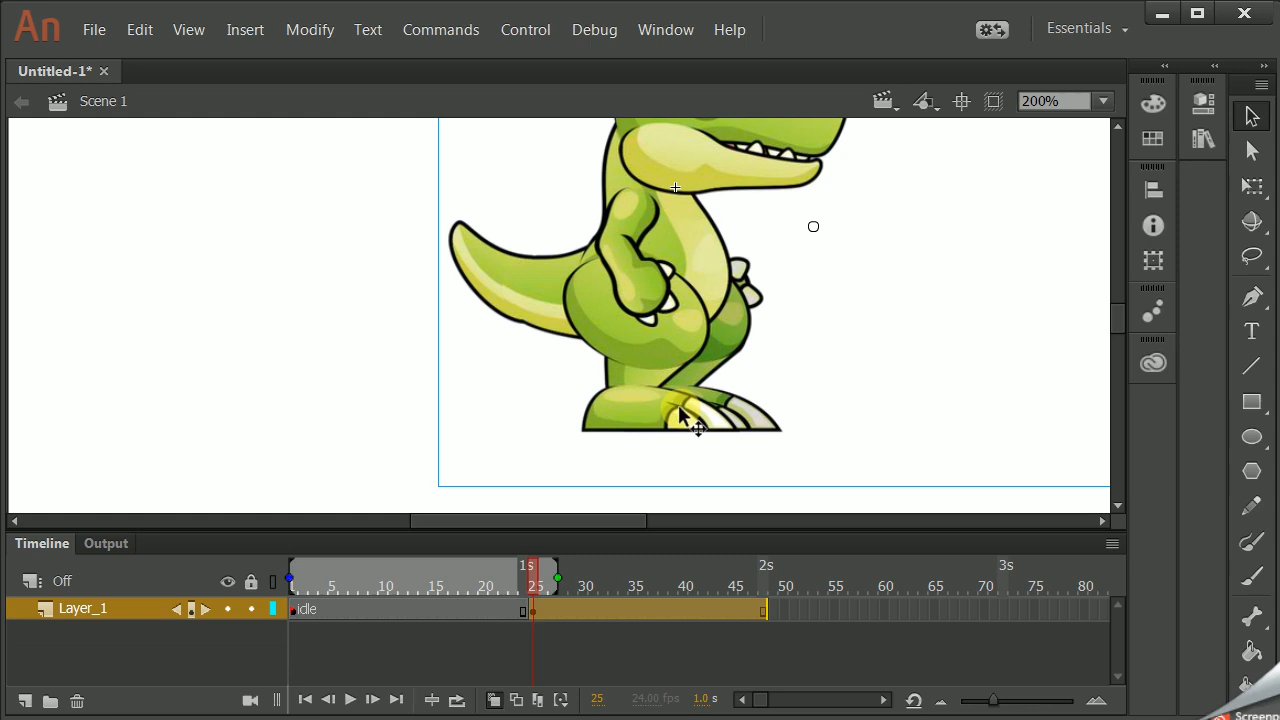 An File Edit View Insert Modify Text Commands Control Debug Window Help Essentials
Untitled-1*
Scene 1 200%
T
Timeline Output
1s 2s 3s
Off 5 10 15 20 25 30 35 40 45 50 55 60 65 70 75 80
Layer_1 idle
25 24.00 fps 1.0 s